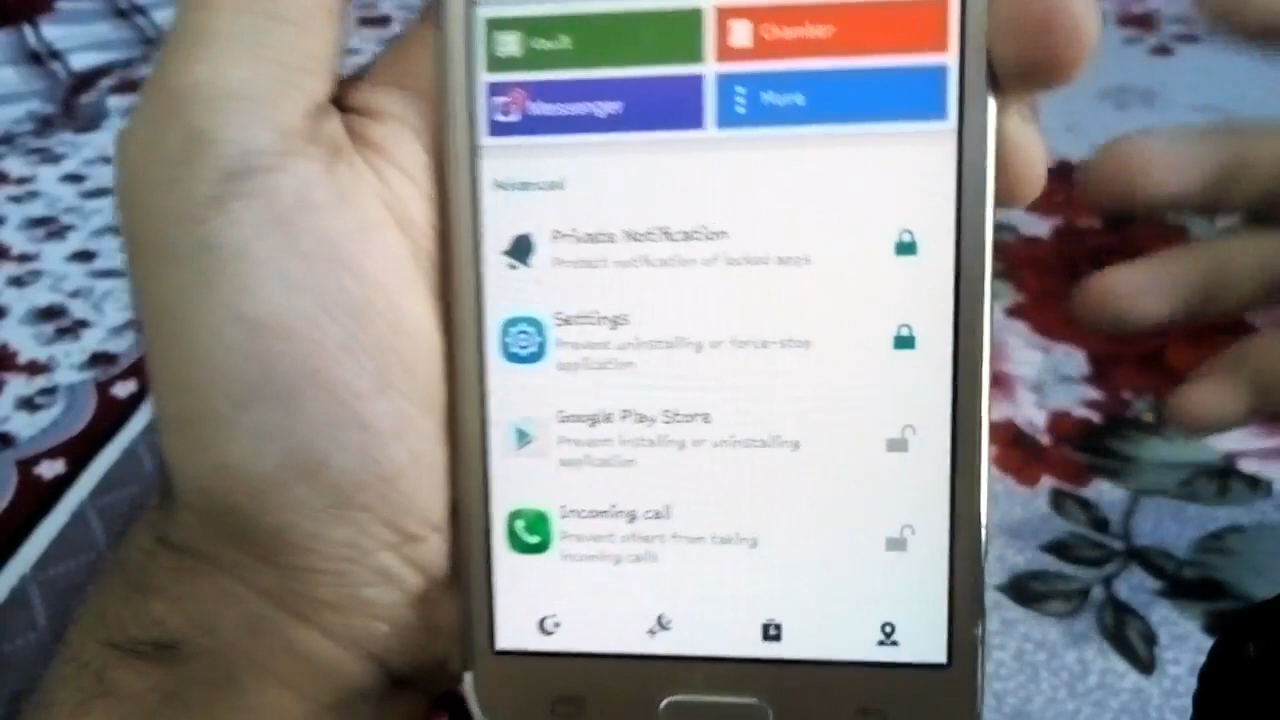 Vault
Chamber
Messenger
More
Advanced
Private Notification
Protect notification of locked apps
Settings
Prevent uninstalling or force-stop
application
Google Play Store
Prevent installing or uninstalling
application
Incoming call
Prevent others from taking
incoming calls